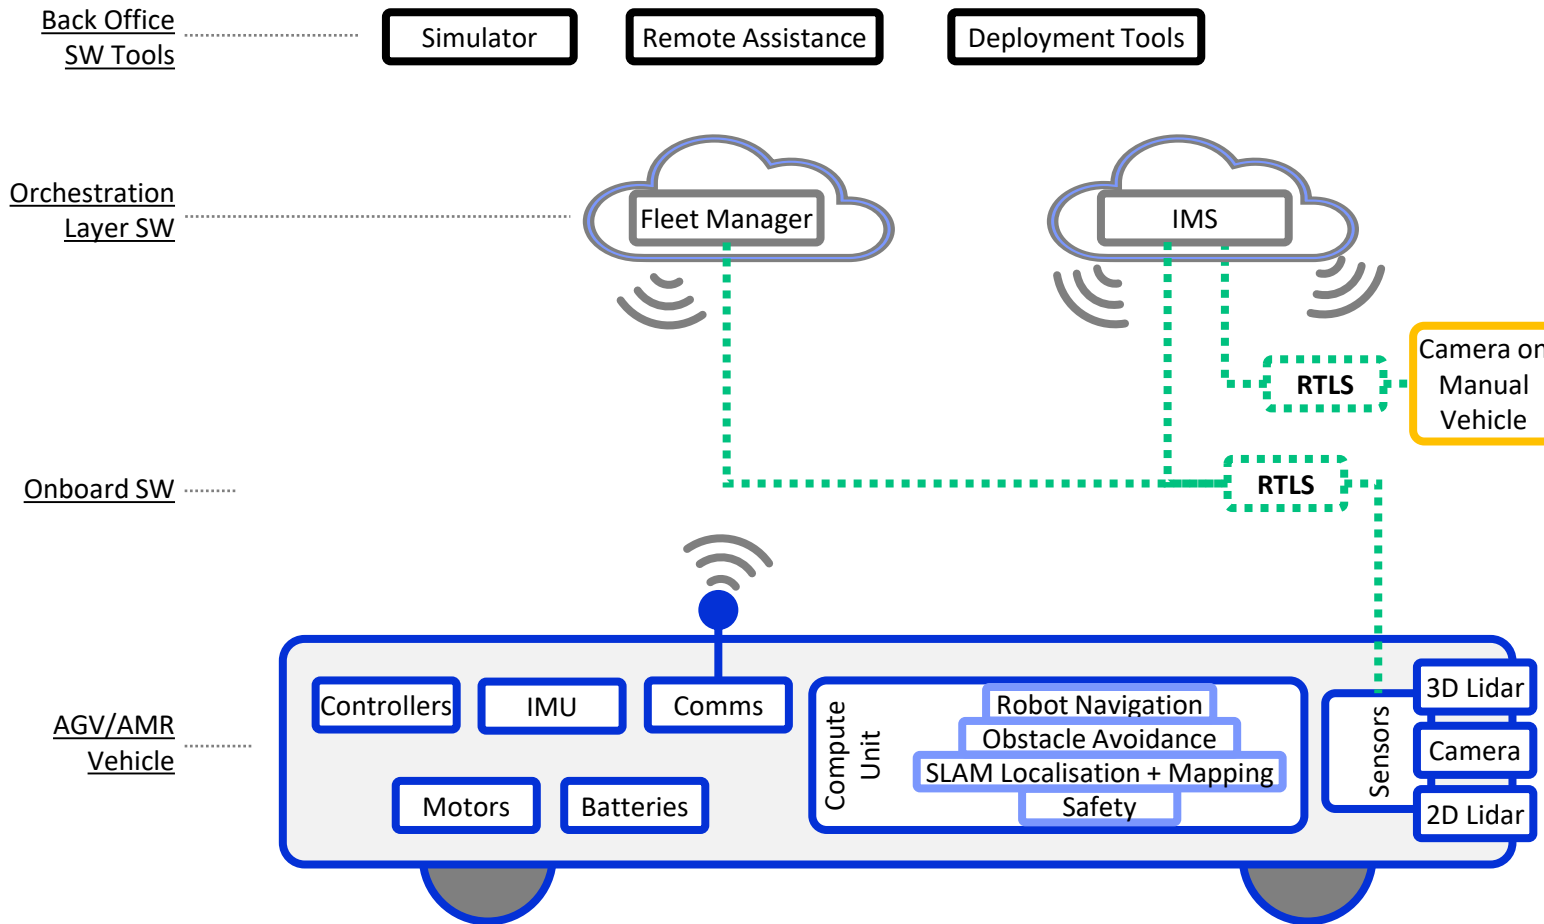 Back Office
SW Tools
Simulator
Remote Assistance
Deployment Tools
Orchestration
Layer SW
Fleet Manager
IMS
Camera on
Manual
Vehicle
RTLS
Onboard SW
RTLS
AGV/AMR
Vehicle
Controllers
IMU
Comms
Motors
Batteries
Compute
Unit
Robot Navigation
Obstacle Avoidance
SLAM Localisation + Mapping
Safety
Sensors
3D Lidar
Camera
2D Lidar